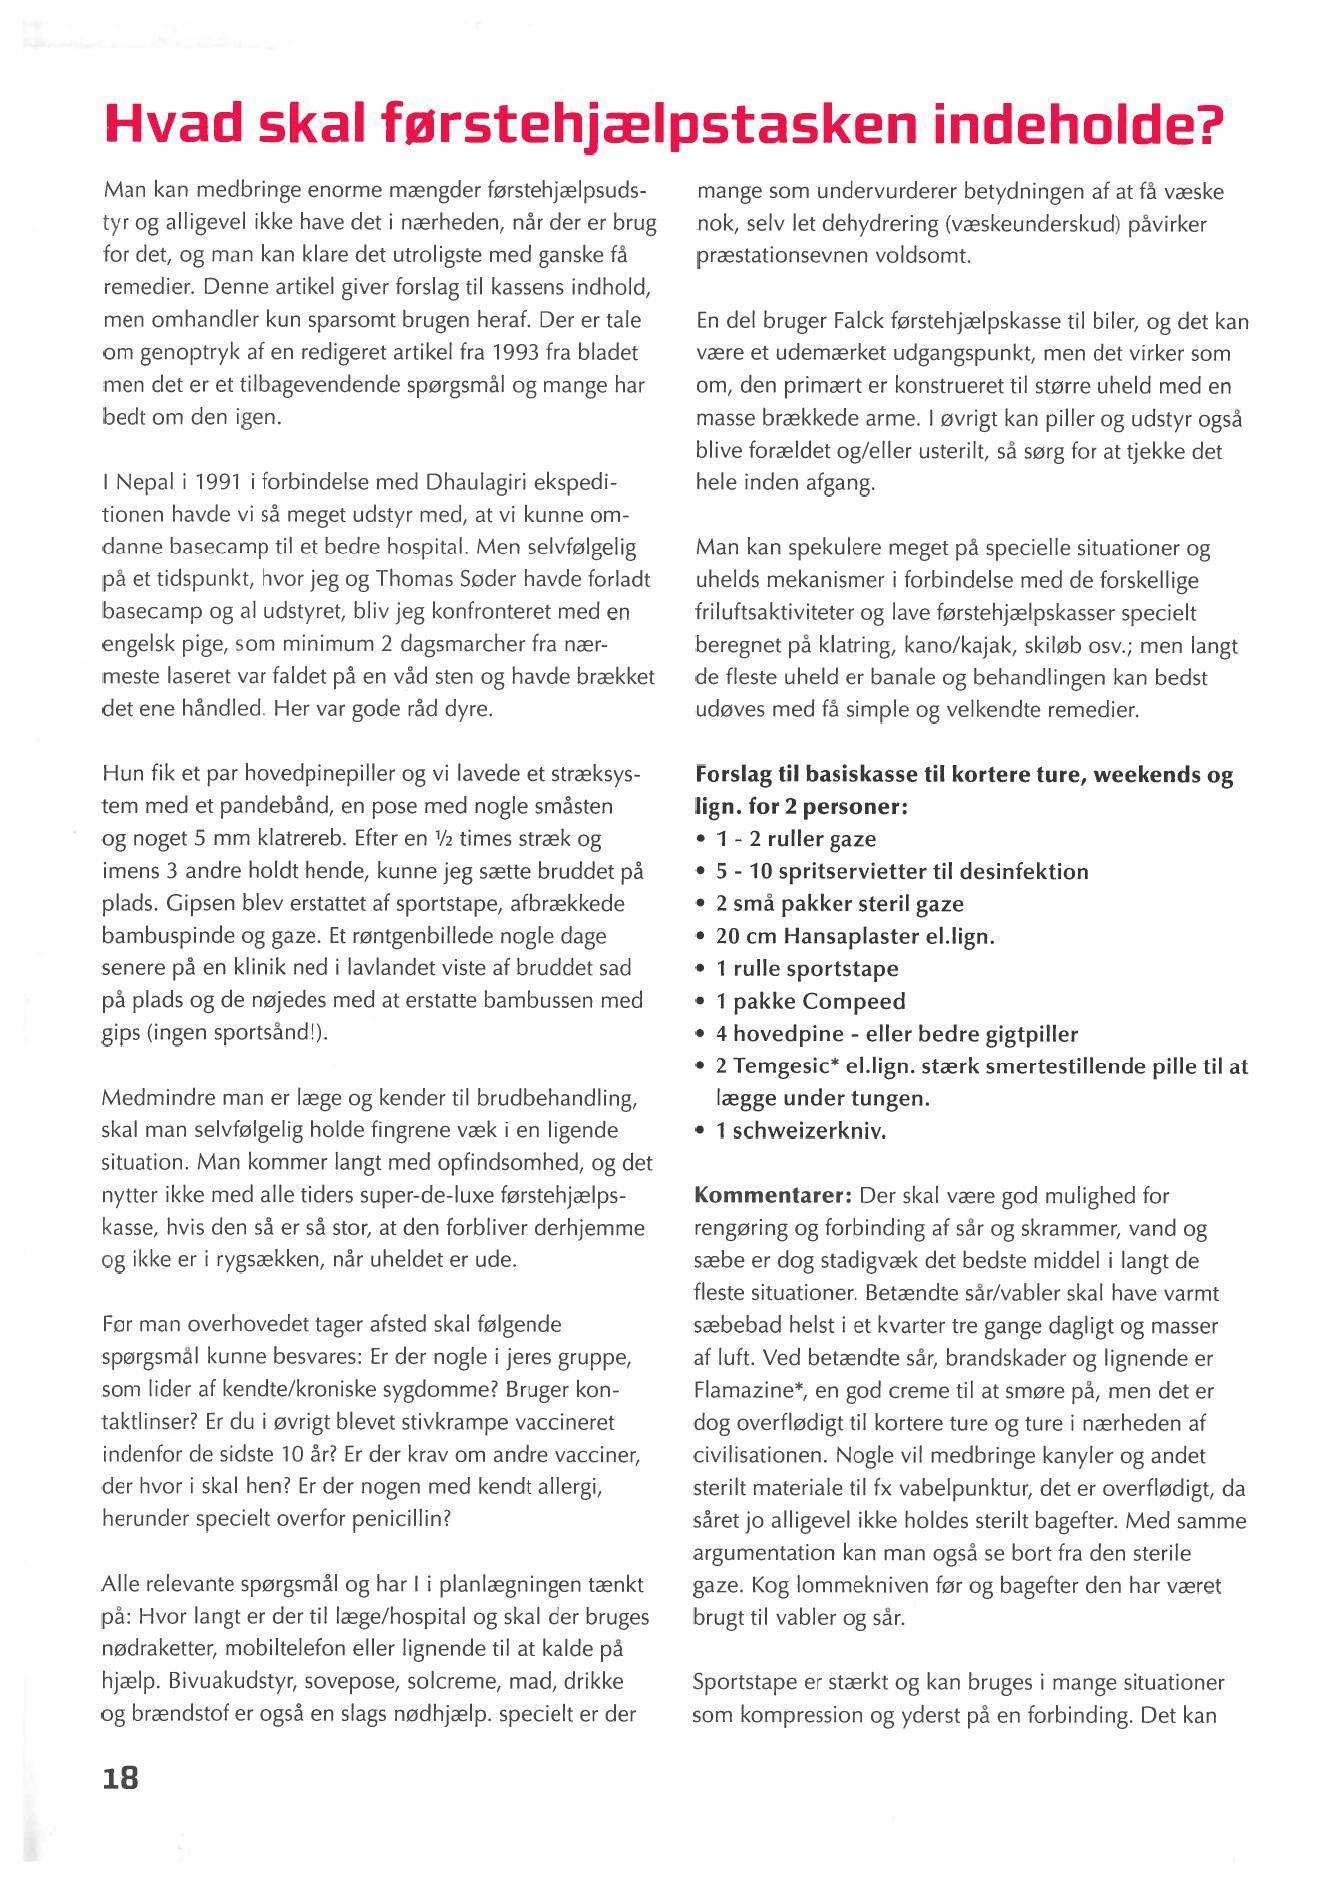 Hvad skal førstehjælpstasken indeholde?
Man kan medbringe enorme mængder førstehjælpsuds-
tyr og alligevel ikke have det i nærheden, når der er brug
for det, og man kan klare det utroligste med ganske få
remedier. Denne artikel giver forslag til kassens indhold,
men omhandler kun sparsomt brugen heraf. Der er tale
om genoptryk af en redigeret artikel fra 1993 fra bladet
men det er et tilbagevendende spørgsmål og mange har
bedt om den igen.
I Nepal i 1991 i forbindelse med Dhaulagiri ekspedi-
tionen havde vi så meget udstyr med, at vi kunne om-
danne basecamp til et bedre hospital. Men selvfølgelig
på et tidspunkt, hvor jeg og Thomas Søder havde forladt
basecamp og al udstyret, bliv jeg konfronteret med en
engelsk pige, som minimum 2 dagsmarcher fra nær-
meste laseret var faldet på en våd sten og havde brækket
det ene håndled. Her var gode råd dyre.
Hun fik et par hovedpinepiller og vi lavede et stræksys-
tem med et pandebånd, en pose med nogle småsten
og noget 5 mm klatrereb. Efter en ½ times stræk og
imens 3 andre holdt hende, kunne jeg sætte bruddet på
plads. Gipsen blev erstattet af sportstape, afbrækkede
bambuspinde og gaze. Et røntgenbillede nogle dage
senere på en klinik ned i lavlandet viste af bruddet sad
på plads og de nøjedes med at erstatte bambussen med
gips (ingen sportsånd!).
Medmindre man er læge og kender til brudbehandling,
skal man selvfølgelig holde fingrene væk i en ligende
situation. Man kommer langt med opfindsomhed, og det
nytter ikke med alle tiders super-de-luxe førstehjælps-
kasse, hvis den så er så stor, at den forbliver derhjemme
og ikke er i rygsækken, når uheldet er ude.
Før man overhovedet tager afsted skal følgende
spørgsmål kunne besvares: Er der nogle i jeres gruppe,
som lider af kendte/kroniske sygdomme? Bruger kon-
taktlinser? Er du i øvrigt blevet stivkrampe vaccineret
indenfor de sidste 10 år? Er der krav om andre vacciner,
der hvor i skal hen? Er der nogen med kendt allergi,
herunder specielt overfor penicillin?
Alle relevante spørgsmål og har I i planlægningen tænkt
på: Hvor langt er der til læge/hospital og skal der bruges
nødraketter, mobiltelefon eller lignende til at kalde på
hjælp. Bivuakudstyr, sovepose, solcreme, mad, drikke
og brændstof er også en slags nødhjælp. specielt er der
mange som undervurderer betydningen af at få væske
nok, selv let dehydrering (væskeunderskud) påvirker
præstationsevnen voldsomt.
En del bruger Falck førstehjælpskasse til biler, og det kan
være et udemærket udgangspunkt, men det virker som
om, den primært er konstrueret til større uheld med en
masse brækkede arme. I øvrigt kan piller og udstyr også
blive forældet og/eller usterilt, så sørg for at tjekke det
hele inden afgang.
Man kan spekulere meget på specielle situationer og
uhelds mekanismer i forbindelse med de forskellige
friluftsaktiviteter og lave førstehjælpskasser specielt
beregnet på klatring, kano/kajak, skiløb osv.; men langt
de fleste uheld er banale og behandlingen kan bedst
udøves med få simple og velkendte remedier.
Forslag til basiskasse til kortere ture, weekends og
lign. for 2 personer:
• 1 - 2 ruller gaze
• 5 - 10 spritservietter til desinfektion
• 2 små pakker steril gaze
• 20 cm Hansaplaster el.lign.
• 1 rulle sportstape
• 1 pakke Compeed
• 4 hovedpine - eller bedre gigtpiller
• 2 Temgesic* el.lign. stærk smertestillende pille til at
lægge under tungen.
• 1 schweizerkniv.
Kommentarer: Der skal være god mulighed for
rengøring og forbinding af sår og skrammer, vand og
sæbe er dog stadigvæk det bedste middel i langt de
fleste situationer. Betændte sår/vabler skal have varmt
sæbebad helst i et kvarter tre gange dagligt og masser
af luft. Ved betændte sår, brandskader og lignende er
Flamazine*, en god creme til at smøre på, men det er
dog overflødigt til kortere ture og ture i nærheden af
civilisationen. Nogle vil medbringe kanyler og andet
sterilt materiale til fx vabelpunktur, det er overflødigt, da
såret jo alligevel ikke holdes sterilt bagefter. Med samme
argumentation kan man også se bort fra den sterile
gaze. Kog lommekniven før og bagefter den har været
brugt til vabler og sår.
Sportstape er stærkt og kan bruges i mange situationer
som kompression og yderst på en forbinding. Det kan
18